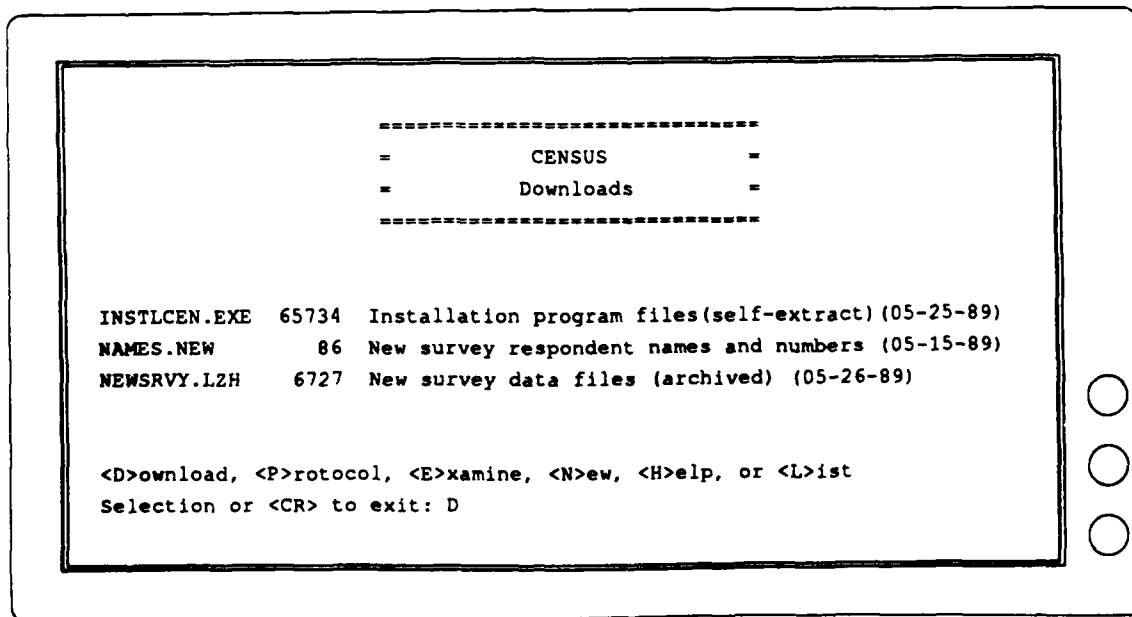 ==============================
= CENSUS =
= Downloads =
==============================
INSTLCEN.EXE 65734 Installation program files(self-extract)(05-25-89)
NAMES.NEW 86 New survey respondent names and numbers (05-15-89)
NEWSRVY.LZH 6727 New survey data files (archived) (05-26-89)
<D>ownload, <P>rotocol, <E>xamine, <N>ew, <H>elp, or <L>ist
Selection or <CR> to exit: D